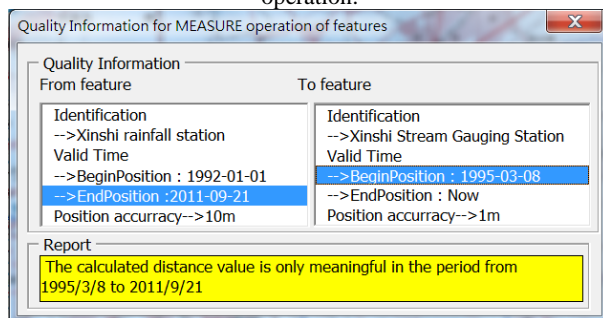 operation.
Quality Information for MEASURE operation of features
X
Quality Information
From feature
To feature
Identification
-->Xinshi rainfall station
Valid Time
-->BeginPosition : 1992-01-01
-->EndPosition :2011-09-21
Position accurracy-->10m
Identification
-->Xinshi Stream Gauging Station
Valid Time
-->BeginPosition : 1995-03-08
-->EndPosition : Now
Position accurracy-->1m
Report
The calculated distance value is only meaningful in the period from
1995/3/8 to 2011/9/21